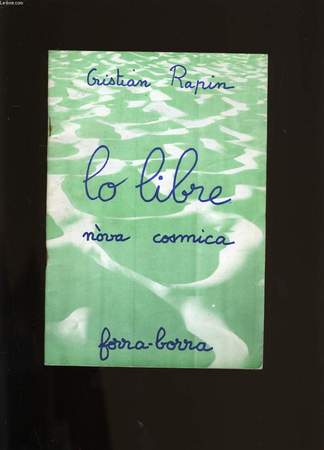 Cristian Rapin
lo libre
nòva cosmica
forra-borra